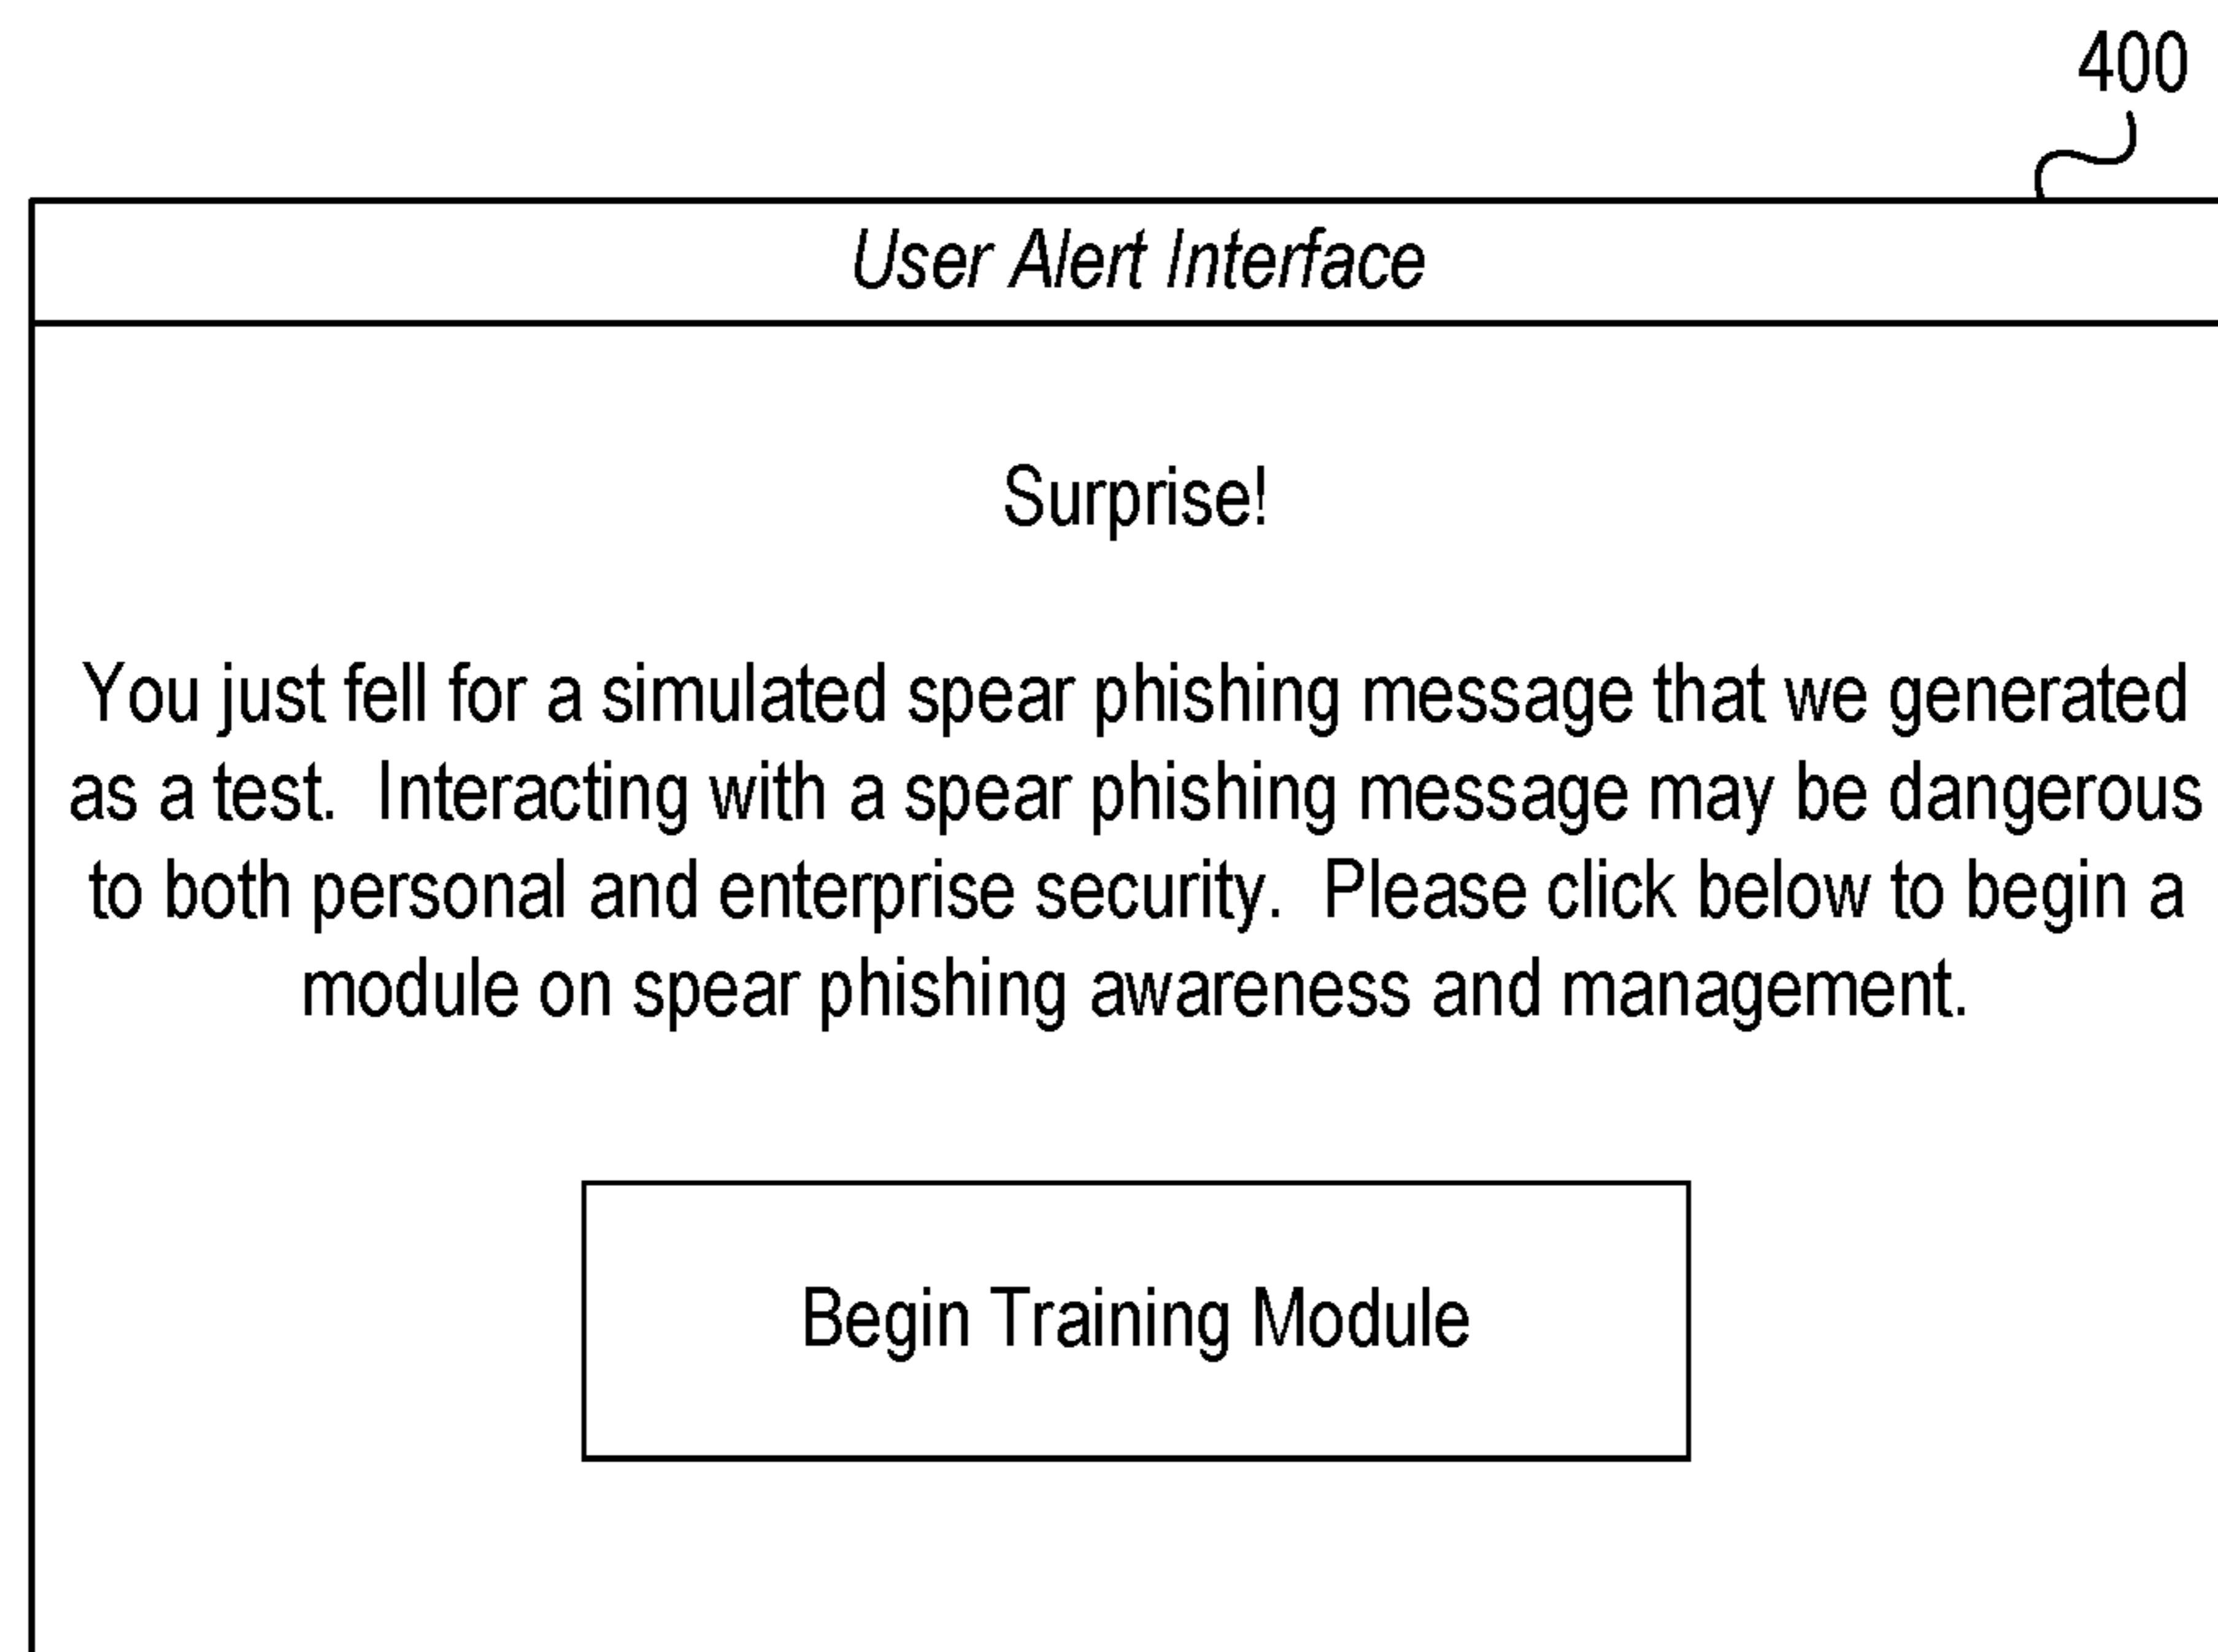 400
User Alert Interface
Surprise!
You just fell for a simulated spear phishing message that we generated
as a test.  Interacting with a spear phishing message may be dangerous
to both personal and enterprise security.  Please click below to begin a
module on spear phishing awareness and management.
Begin Training Module